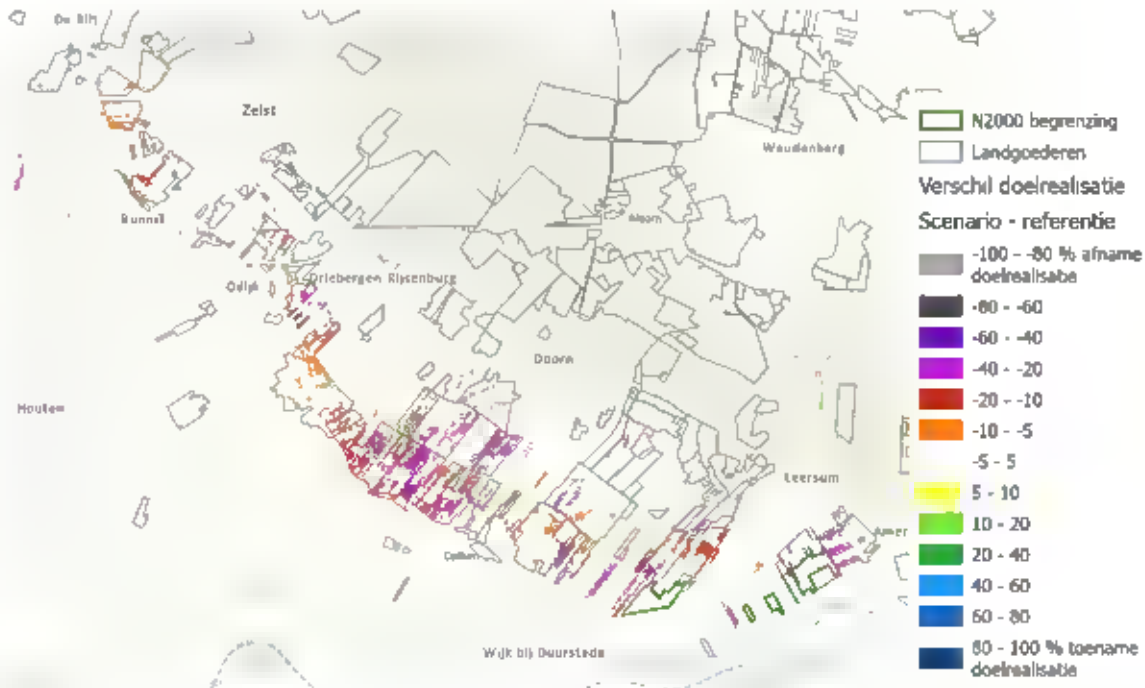 De Bilt
Zeist
Woudenberg
Bunnik
Maarn
Driebergen Rijsenburg
Odijk
Doorn
Houten
Leersum
Cothen
Amer
Wijk bij Duurstede
N2000 begrenzing
Landgoederen
Verschil doelrealisatie
Scenario - referentie
-100 - -80 % afname
doelrealisatie
-80 - -60
-60 - -40
-40 - -20
-20 - -10
-10 - -5
-5 - 5
5 - 10
10 - 20
20 - 40
40 - 60
60 - 80
80 - 100 % toename
doelrealisatie